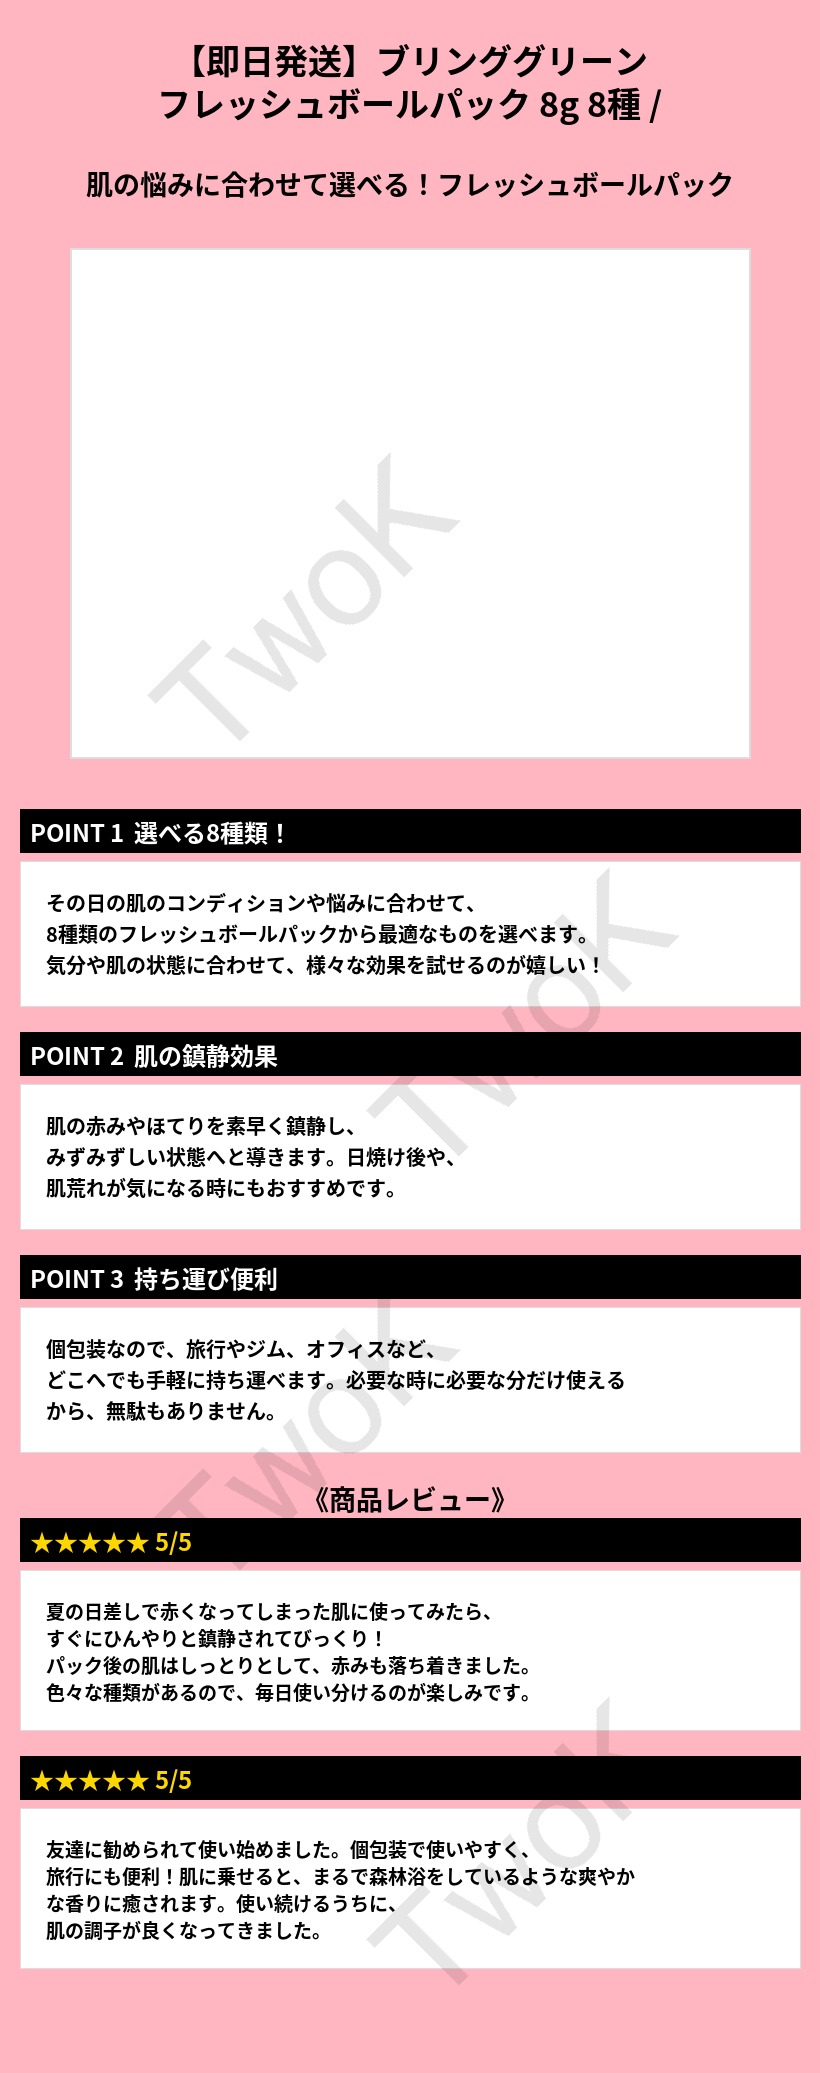 【即日発送】ブリンググリーン
フレッシュボールパック 8g 8種 /
肌の悩みに合わせて選べる！フレッシュボールパック
TwoK
POINT 1 選べる8種類！
その日の肌のコンディションや悩みに合わせて、
8種類のフレッシュボールパックから最適なものを選べます。
気分や肌の状態に合わせて、様々な効果を試せるのが嬉しい！
TwoK
POINT 2 肌の鎮静効果
肌の赤みやほてりを素早く鎮静し、
みずみずしい状態へと導きます。日焼け後や、
肌荒れが気になる時にもおすすめです。
POINT 3 持ち運び便利
個包装なので、旅行やジム、オフィスなど、
どこへでも手軽に持ち運べます。必要な時に必要な分だけ使える
から、無駄もありません。
TwoK
《商品レビュー》
★★★★★ 5/5
夏の日差しで赤くなってしまった肌に使ってみたら、
すぐにひんやりと鎮静されてびっくり！
パック後の肌はしっとりとして、赤みも落ち着きました。
色々な種類があるので、毎日使い分けるのが楽しみです。
★★★★★ 5/5
友達に勧められて使い始めました。個包装で使いやすく、
旅行にも便利！肌に乗せると、まるで森林浴をしているような爽やか
な香りに癒されます。使い続けるうちに、
肌の調子が良くなってきました。
TwoK